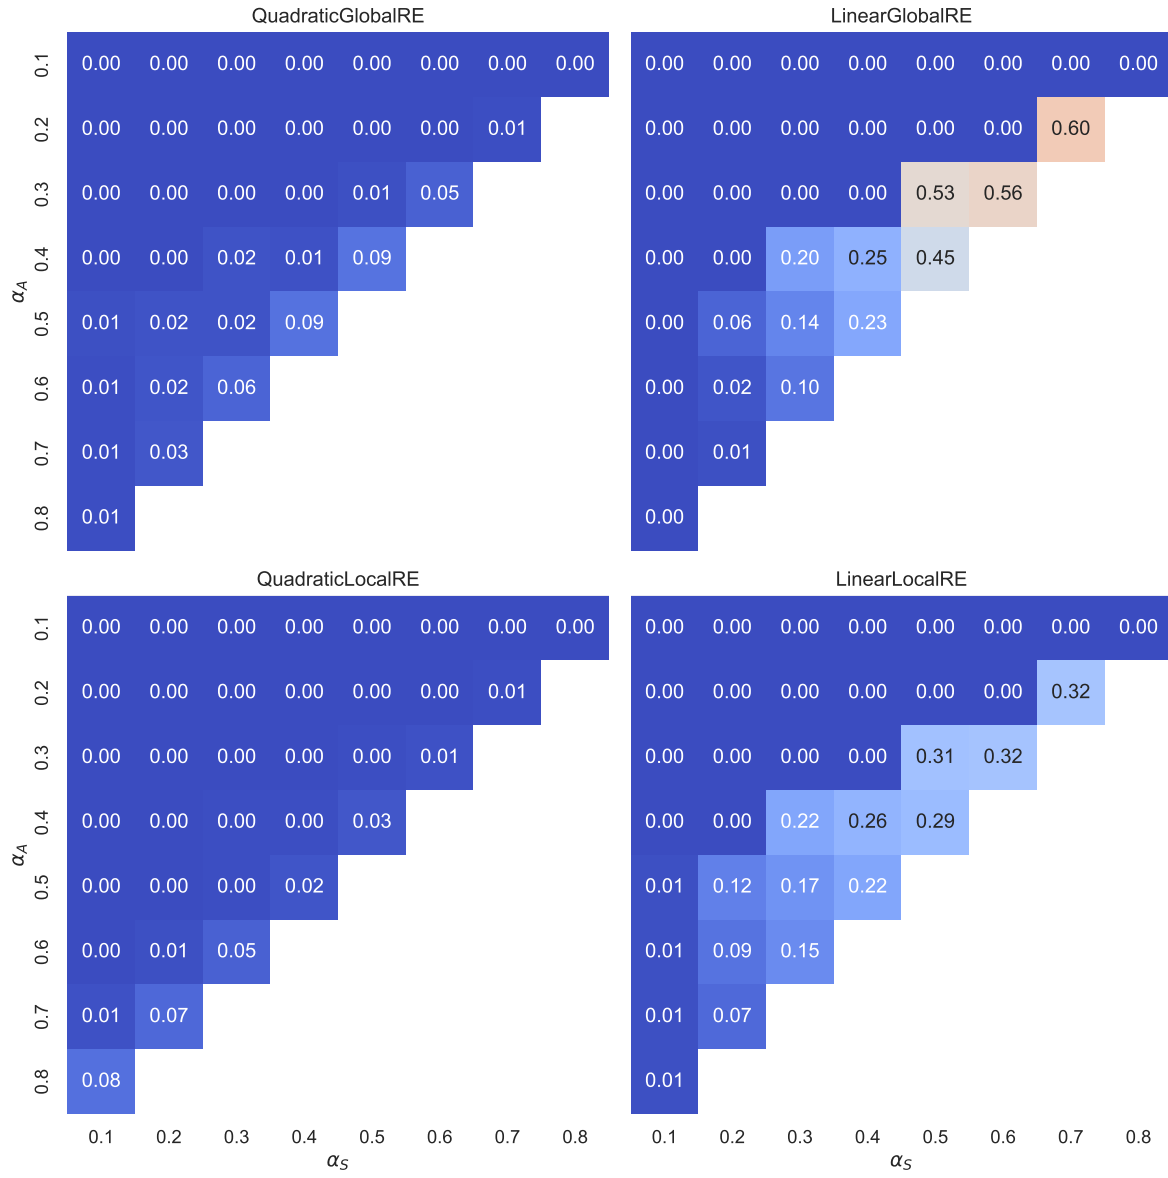 QuadraticGlobalRE
0.1 0.00 0.00 0.00 0.00 0.00 0.00 0.00 0.00
0.2 0.00 0.00 0.00 0.00 0.00 0.00 0.01
0.3 0.00 0.00 0.00 0.00 0.01 0.05
0.4 0.00 0.00 0.02 0.01 0.09
α_A
0.5 0.01 0.02 0.02 0.09
0.6 0.01 0.02 0.06
0.7 0.01 0.03
0.8 0.01
LinearGlobalRE
0.00 0.00 0.00 0.00 0.00 0.00 0.00 0.00
0.00 0.00 0.00 0.00 0.00 0.00 0.60
0.00 0.00 0.00 0.00 0.53 0.56
0.00 0.00 0.20 0.25 0.45
0.00 0.06 0.14 0.23
0.00 0.02 0.10
0.00 0.01
0.00
QuadraticLocalRE
0.1 0.00 0.00 0.00 0.00 0.00 0.00 0.00 0.00
0.2 0.00 0.00 0.00 0.00 0.00 0.00 0.01
0.3 0.00 0.00 0.00 0.00 0.00 0.01
0.4 0.00 0.00 0.00 0.00 0.03
α_A
0.5 0.00 0.00 0.00 0.02
0.6 0.00 0.01 0.05
0.7 0.01 0.07
0.8 0.08
0.1 0.2 0.3 0.4 0.5 0.6 0.7 0.8
α_S
LinearLocalRE
0.00 0.00 0.00 0.00 0.00 0.00 0.00 0.00
0.00 0.00 0.00 0.00 0.00 0.00 0.32
0.00 0.00 0.00 0.00 0.31 0.32
0.00 0.00 0.22 0.26 0.29
0.01 0.12 0.17 0.22
0.01 0.09 0.15
0.01 0.07
0.01
0.1 0.2 0.3 0.4 0.5 0.6 0.7 0.8
α_S